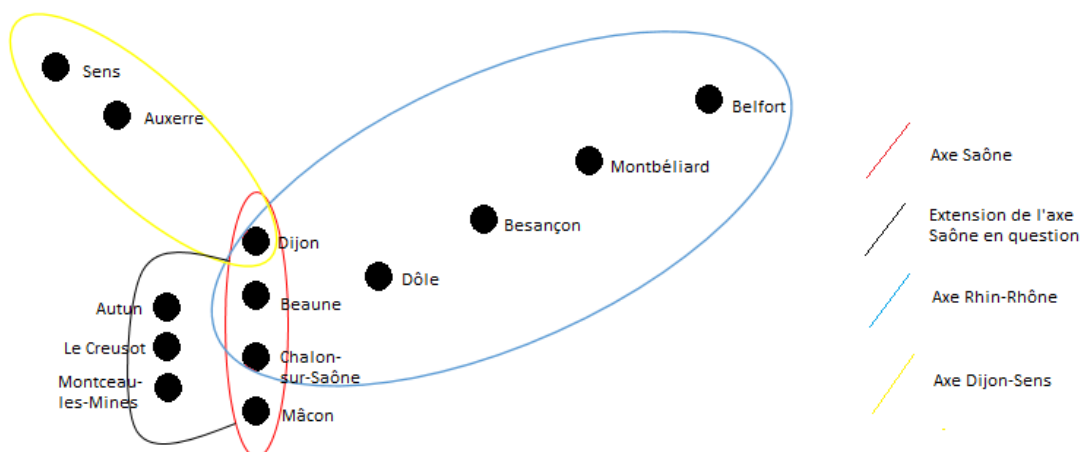 Sens
Auxerre
Belfort
Montbéliard
Besançon
Dijon
Dôle
Beaune
Autun
Le Creusot
Montceau-
les-Mines
Chalon-
sur-Saône
Mâcon
Axe Saône
Extension de l'axe
Saône en question
Axe Rhin-Rhône
Axe Dijon-Sens